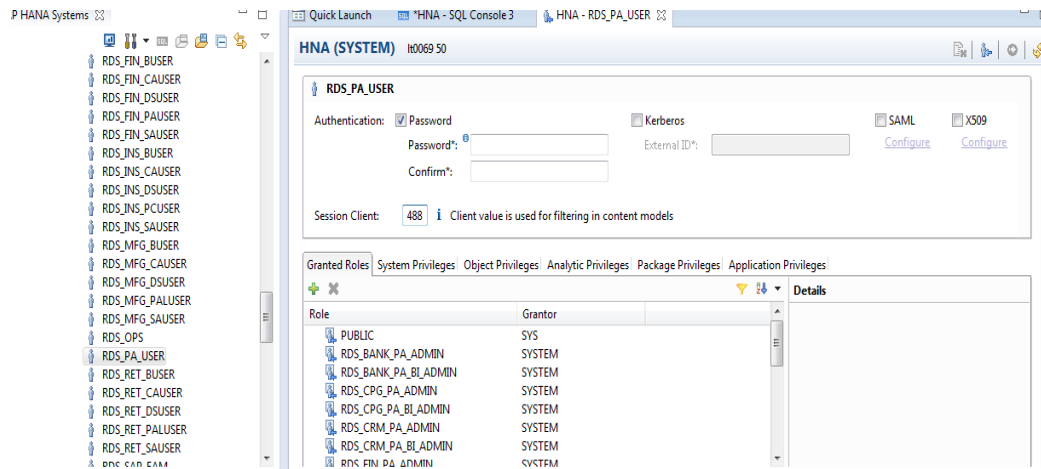 .P HANA Systems
RDS_FIN_BUSER
RDS_FIN_CAUSER
RDS_FIN_DSUSER
RDS_FIN_PAUSER
RDS_FIN_SAUSER
RDS_INS_BUSER
RDS_INS_CAUSER
RDS_INS_DSUSER
RDS_INS_PCUSER
RDS_INS_SAUSER
RDS_MFG_BUSER
RDS_MFG_CAUSER
RDS_MFG_DSUSER
RDS_MFG_PALUSER
RDS_MFG_SAUSER
RDS_OPS
RDS_PA_USER
RDS_RET_BUSER
RDS_RET_CAUSER
RDS_RET_DSUSER
RDS_RET_PALUSER
RDS_RET_SAUSER
RDS_SAP_FAM
Quick Launch *HNA - SQL Console 3 HNA - RDS_PA_USER
HNA (SYSTEM) lt0069 50
RDS_PA_USER
Authentication: Password Kerberos SAML X509
Password*: External ID*: Configure Configure
Confirm*:
Session Client: 488 Client value is used for filtering in content models
Granted Roles System Privileges Object Privileges Analytic Privileges Package Privileges Application Privileges
Details
Role Grantor
PUBLIC SYS
RDS_BANK_PA_ADMIN SYSTEM
RDS_BANK_PA_BI_ADMIN SYSTEM
RDS_CPG_PA_ADMIN SYSTEM
RDS_CPG_PA_BI_ADMIN SYSTEM
RDS_CRM_PA_ADMIN SYSTEM
RDS_CRM_PA_BI_ADMIN SYSTEM
RDS_FIN_PA_ADMIN SYSTEM